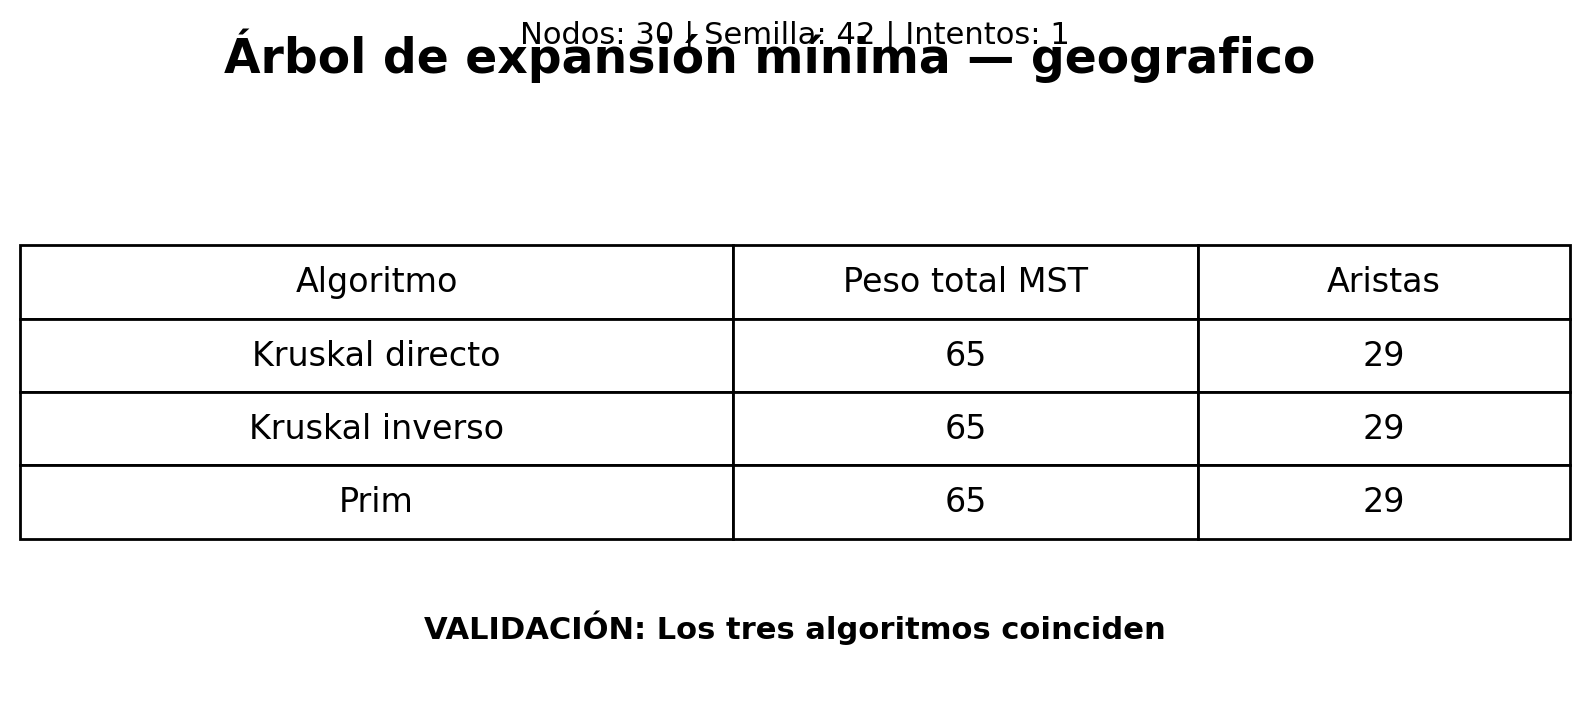 Nodos: 30 | Semilla: 42 | Intentos: 1
Árbol de expansión mínima — geografico
Algoritmo Peso total MST Aristas
Kruskal directo 65 29
Kruskal inverso 65 29
Prim 65 29
VALIDACIÓN: Los tres algoritmos coinciden